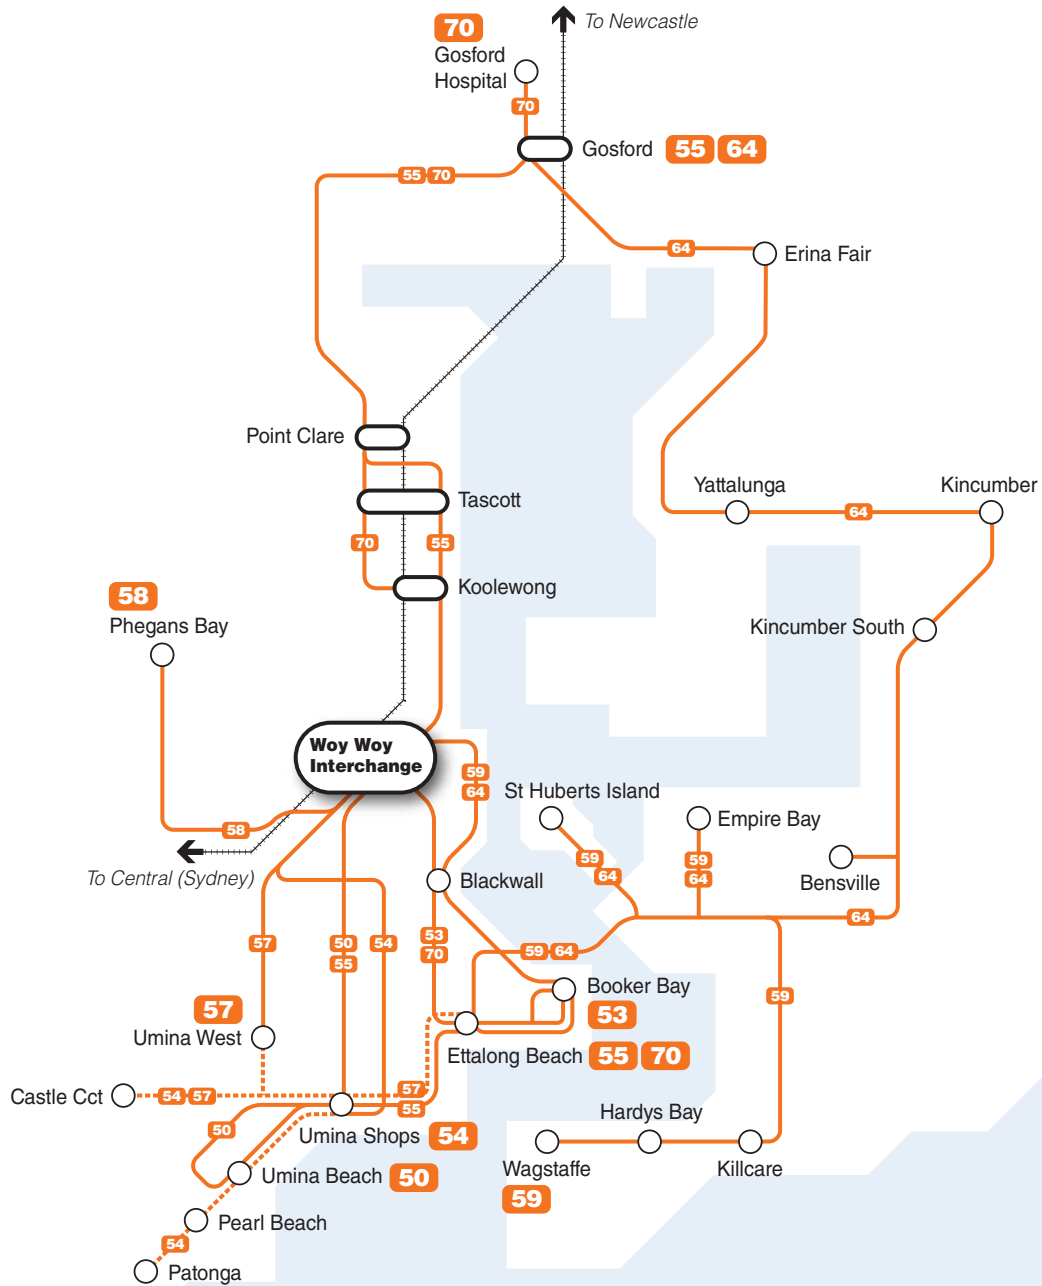 To Newcastle
70
Gosford
Hospital
70
Gosford 55 64
55 70
64
Erina Fair
Point Clare
Tascott
Yattalunga
Kincumber
64
70
55
Koolewong
58
Phegans Bay
Kincumber South
Woy Woy
Interchange
59
64
St Huberts Island
Empire Bay
58
59
64
59
64
To Central (Sydney)
Blackwall
Bensville
57
50
55
54
53
70
59 64
64
59
Booker Bay
53
57
Umina West
Ettalong Beach 55 70
Castle Cct
54 57
57
55
50
Umina Shops 54
Hardys Bay
Umina Beach 50
Wagstaffe
59
Killcare
Pearl Beach
54
Patonga